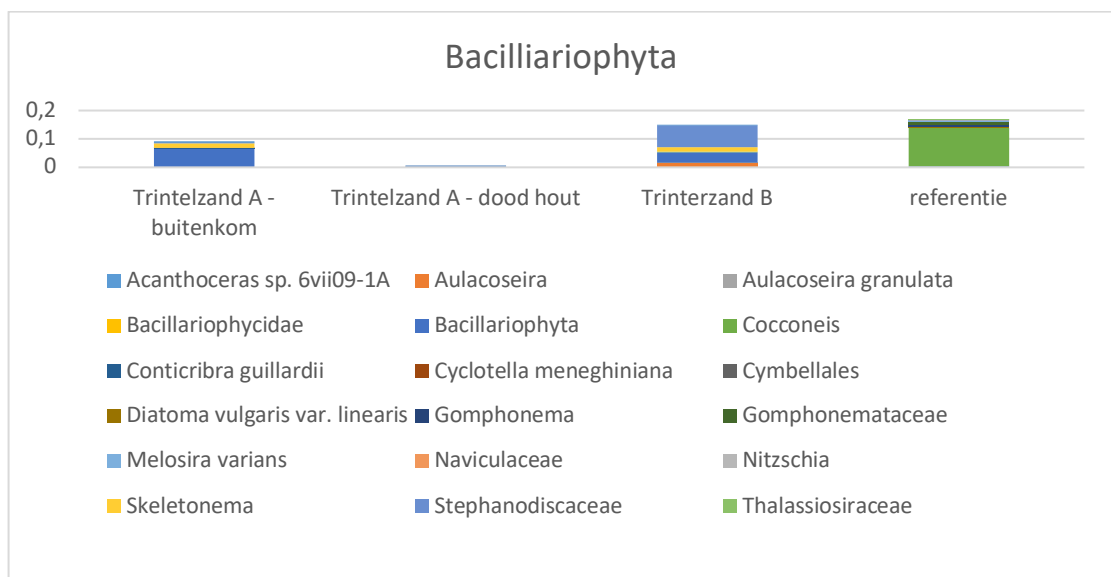 Bacilliariophyta
0,2
0,1
0
Trintelzand A - buitenkom
Trintelzand A - dood hout
Trinterzand B
referentie
Acanthoceras sp. 6vii09-1A
Aulacoseira
Aulacoseira granulata
Bacillariophycidae
Bacillariophyta
Cocconeis
Conticribra guillardii
Cyclotella meneghiniana
Cymbellales
Diatoma vulgaris var. linearis
Gomphonema
Gomphonemataceae
Melosira varians
Naviculaceae
Nitzschia
Skeletonema
Stephanodiscaceae
Thalassiosiraceae